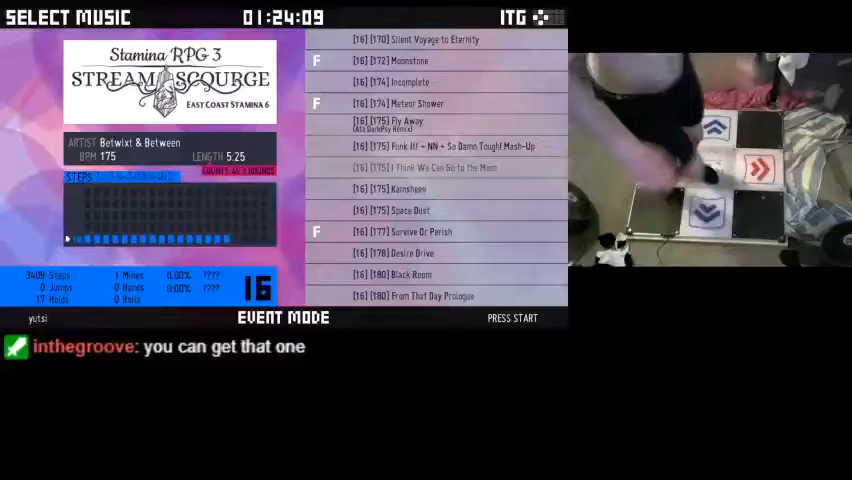 SELECT MUSIC
01:24:09
ITG
Stamina RPG 3
STREAM SCOURGE
EAST COAST STAMINA 6
ARTIST Betwixt & Between
BPM 175
LENGTH 5:25
COUNTS AS 3 ROUNDS
STEPS
3409 Steps
0 Jumps
17 Holds
1 Mines
0 Hands
0 Rolls
0.00% ????
0.00% ????
16
[16] [170] Silent Voyage to Eternity
F [16] [172] Moonstone
[16] [174] Incomplete
F [16] [174] Meteor Shower
[16] [175] Fly Away
(Ata DarkPsy Remix)
[16] [175] Funk It! + NN + So Damn Tough! Mash-Up
[16] [175] I Think We Can Go to the Moon
[16] [175] Kamsheen
[16] [175] Space Dust
F [16] [177] Survive Or Perish
[16] [178] Desire Drive
[16] [180] Black Room
[16] [180] From That Day Prologue
yutsi
EVENT MODE
PRESS START
inthegroove: you can get that one